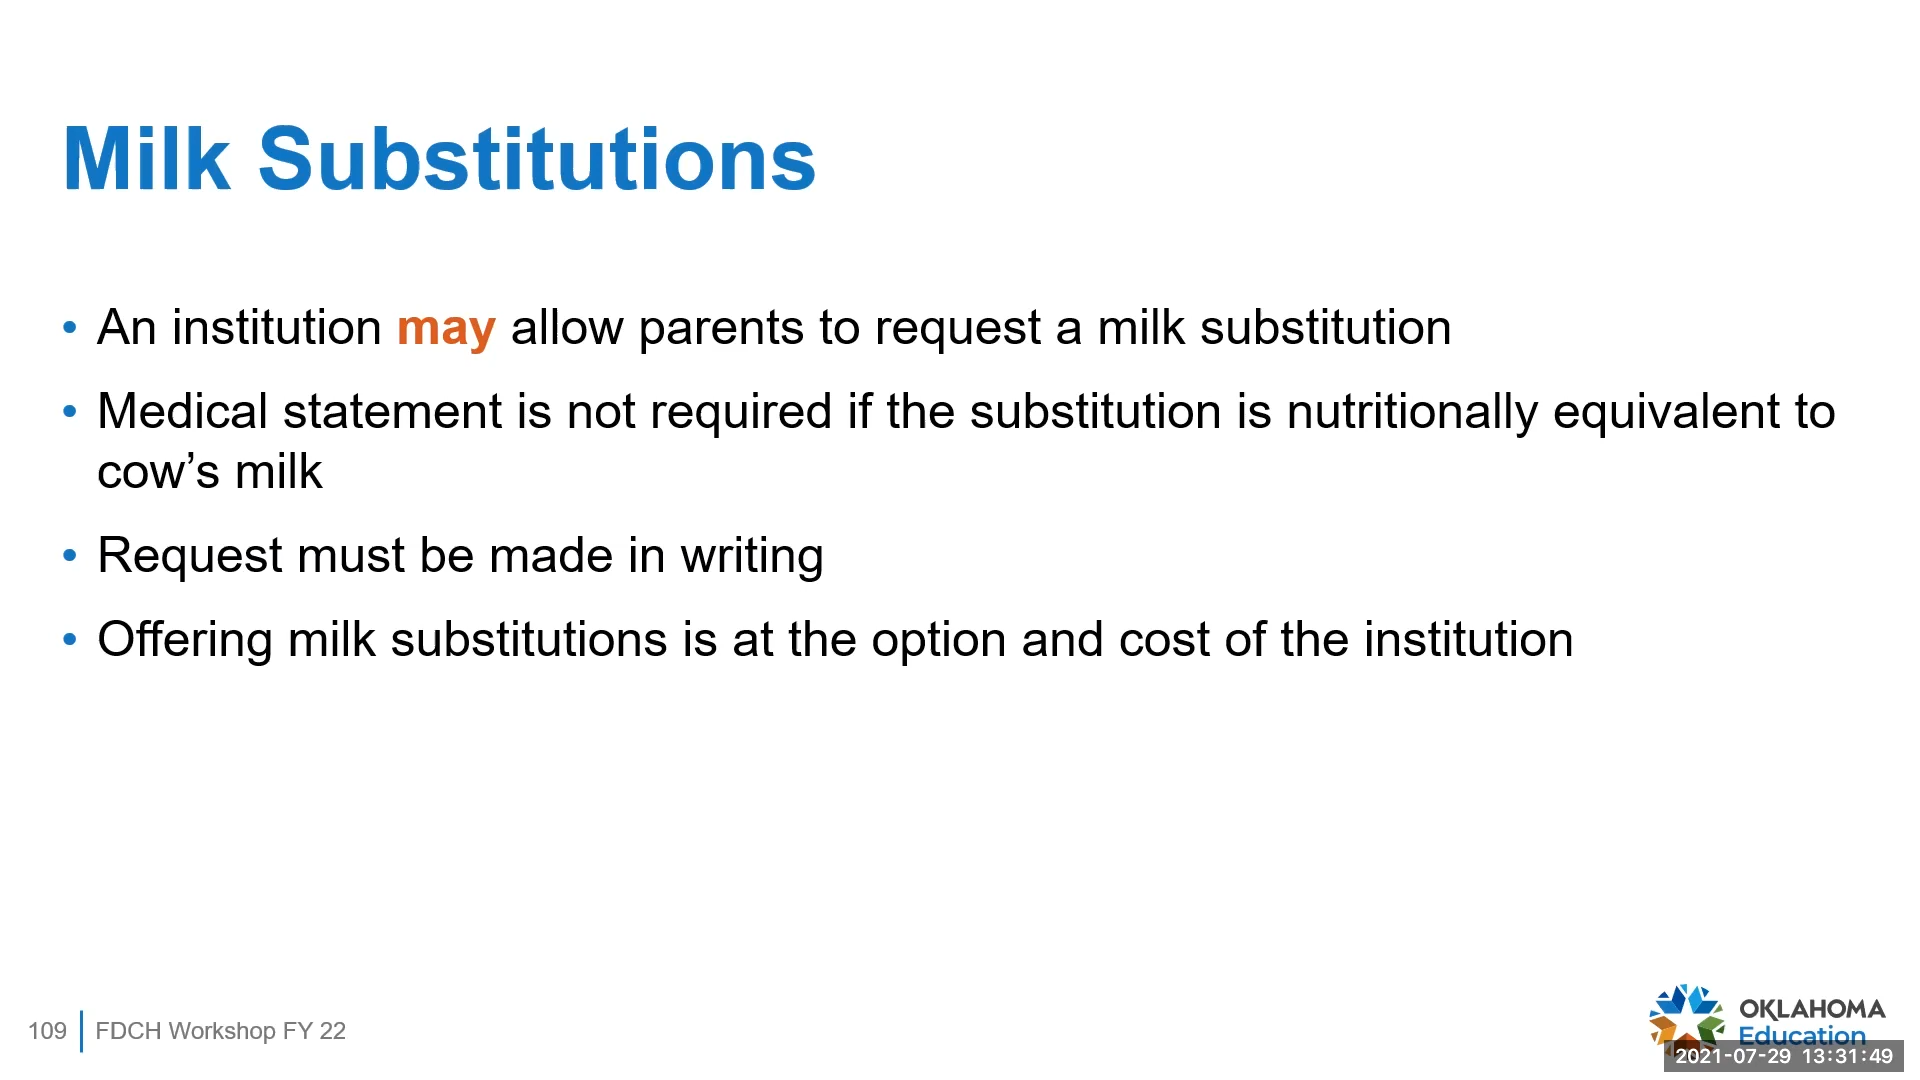 Milk Substitutions
• An institution may allow parents to request a milk substitution
• Medical statement is not required if the substitution is nutritionally equivalent to
cow’s milk
• Request must be made in writing
• Offering milk substitutions is at the option and cost of the institution
109 FDCH Workshop FY 22
OKLAHOMA
Education
2021-07-29 13:31:49